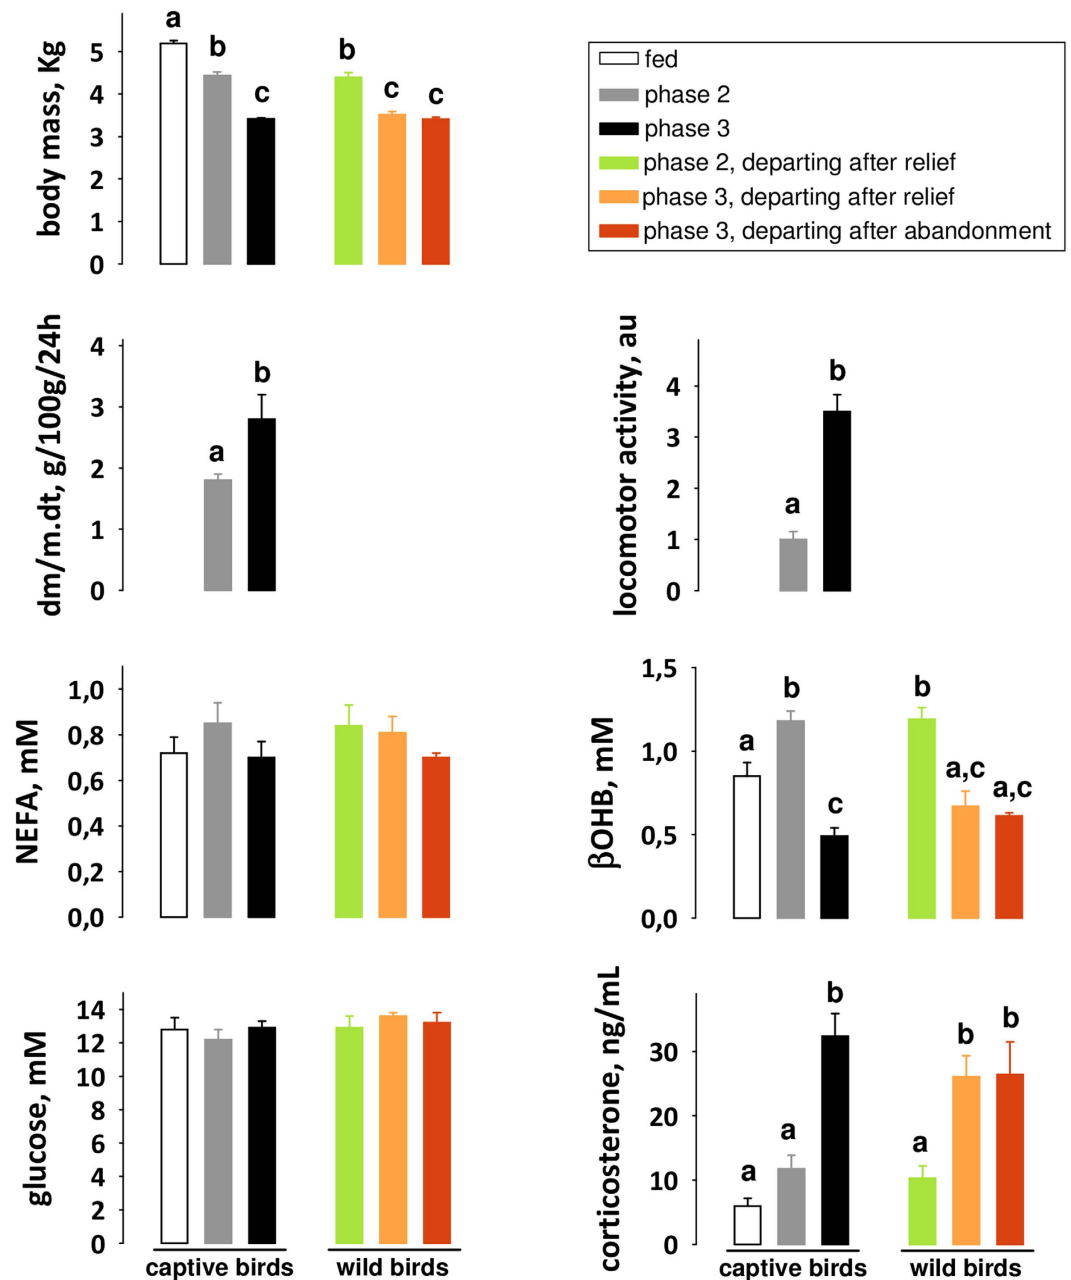 body mass, Kg
5
4
3
2
1
0
a
b
c
b
c
c
fed
phase 2
phase 3
phase 2, departing after relief
phase 3, departing after relief
phase 3, departing after abandonment
dm/m.dt, g/100g/24h
4
3
2
1
0
a
b
locomotor activity, au
4
3
2
1
0
a
b
NEFA, mM
1,0
0,8
0,6
0,4
0,2
0,0
βOHB, mM
1,5
1,0
0,5
0,0
a
b
c
b
a,c
a,c
glucose, mM
14
12
10
8
6
4
2
0
captive birds
wild birds
corticosterone, ng/mL
30
20
10
0
a
a
b
a
b
b
captive birds
wild birds